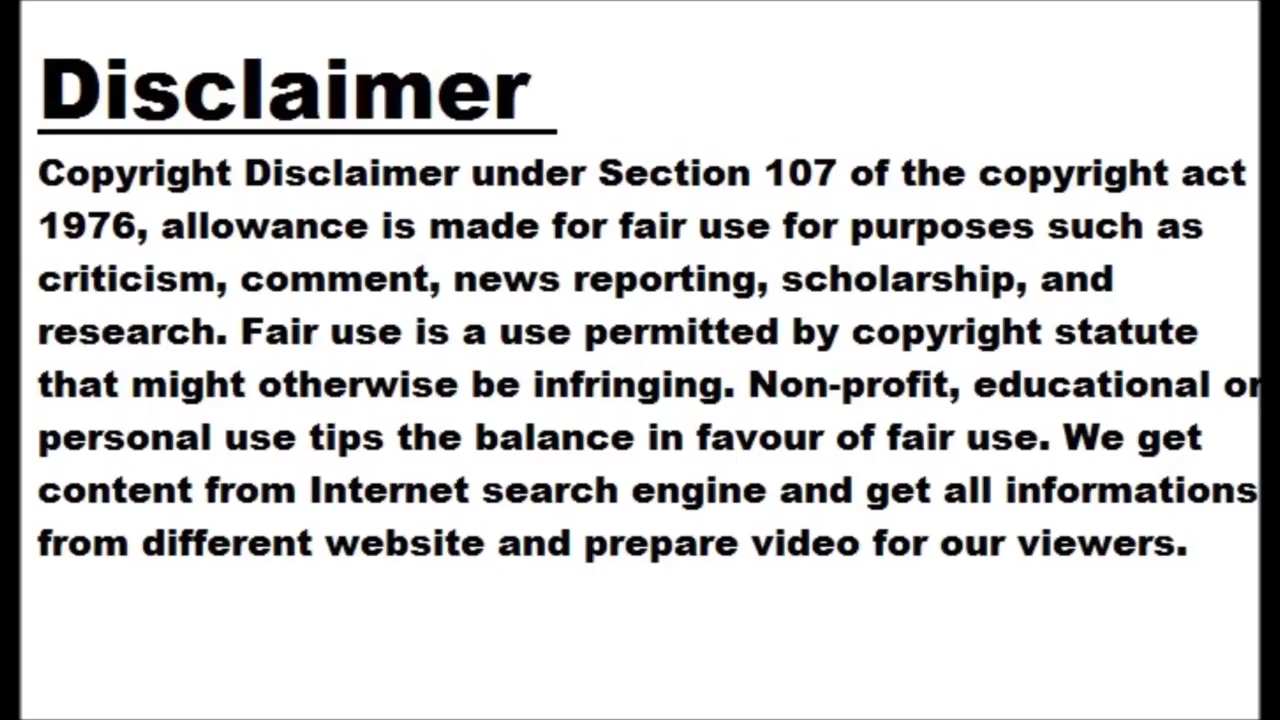 Disclaimer
Copyright Disclaimer under Section 107 of the copyright act
1976, allowance is made for fair use for purposes such as
criticism, comment, news reporting, scholarship, and
research. Fair use is a use permitted by copyright statute
that might otherwise be infringing. Non-profit, educational or
personal use tips the balance in favour of fair use. We get
content from Internet search engine and get all informations
from different website and prepare video for our viewers.